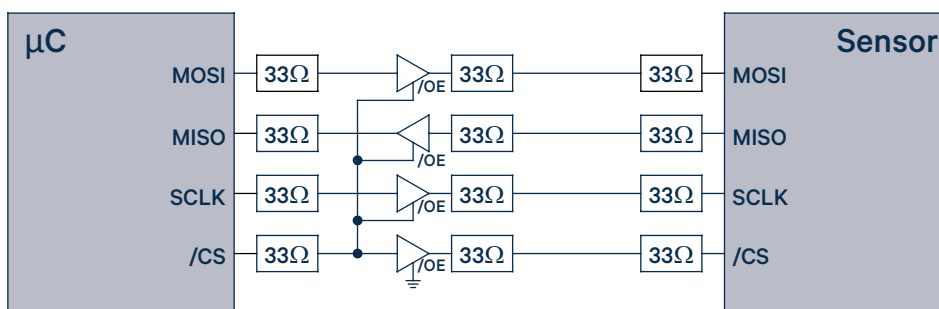 μC
Sensor
MOSI 33Ω /OE 33Ω 33Ω MOSI
MISO 33Ω /OE 33Ω 33Ω MISO
SCLK 33Ω /OE 33Ω 33Ω SCLK
/CS 33Ω /OE 33Ω 33Ω /CS